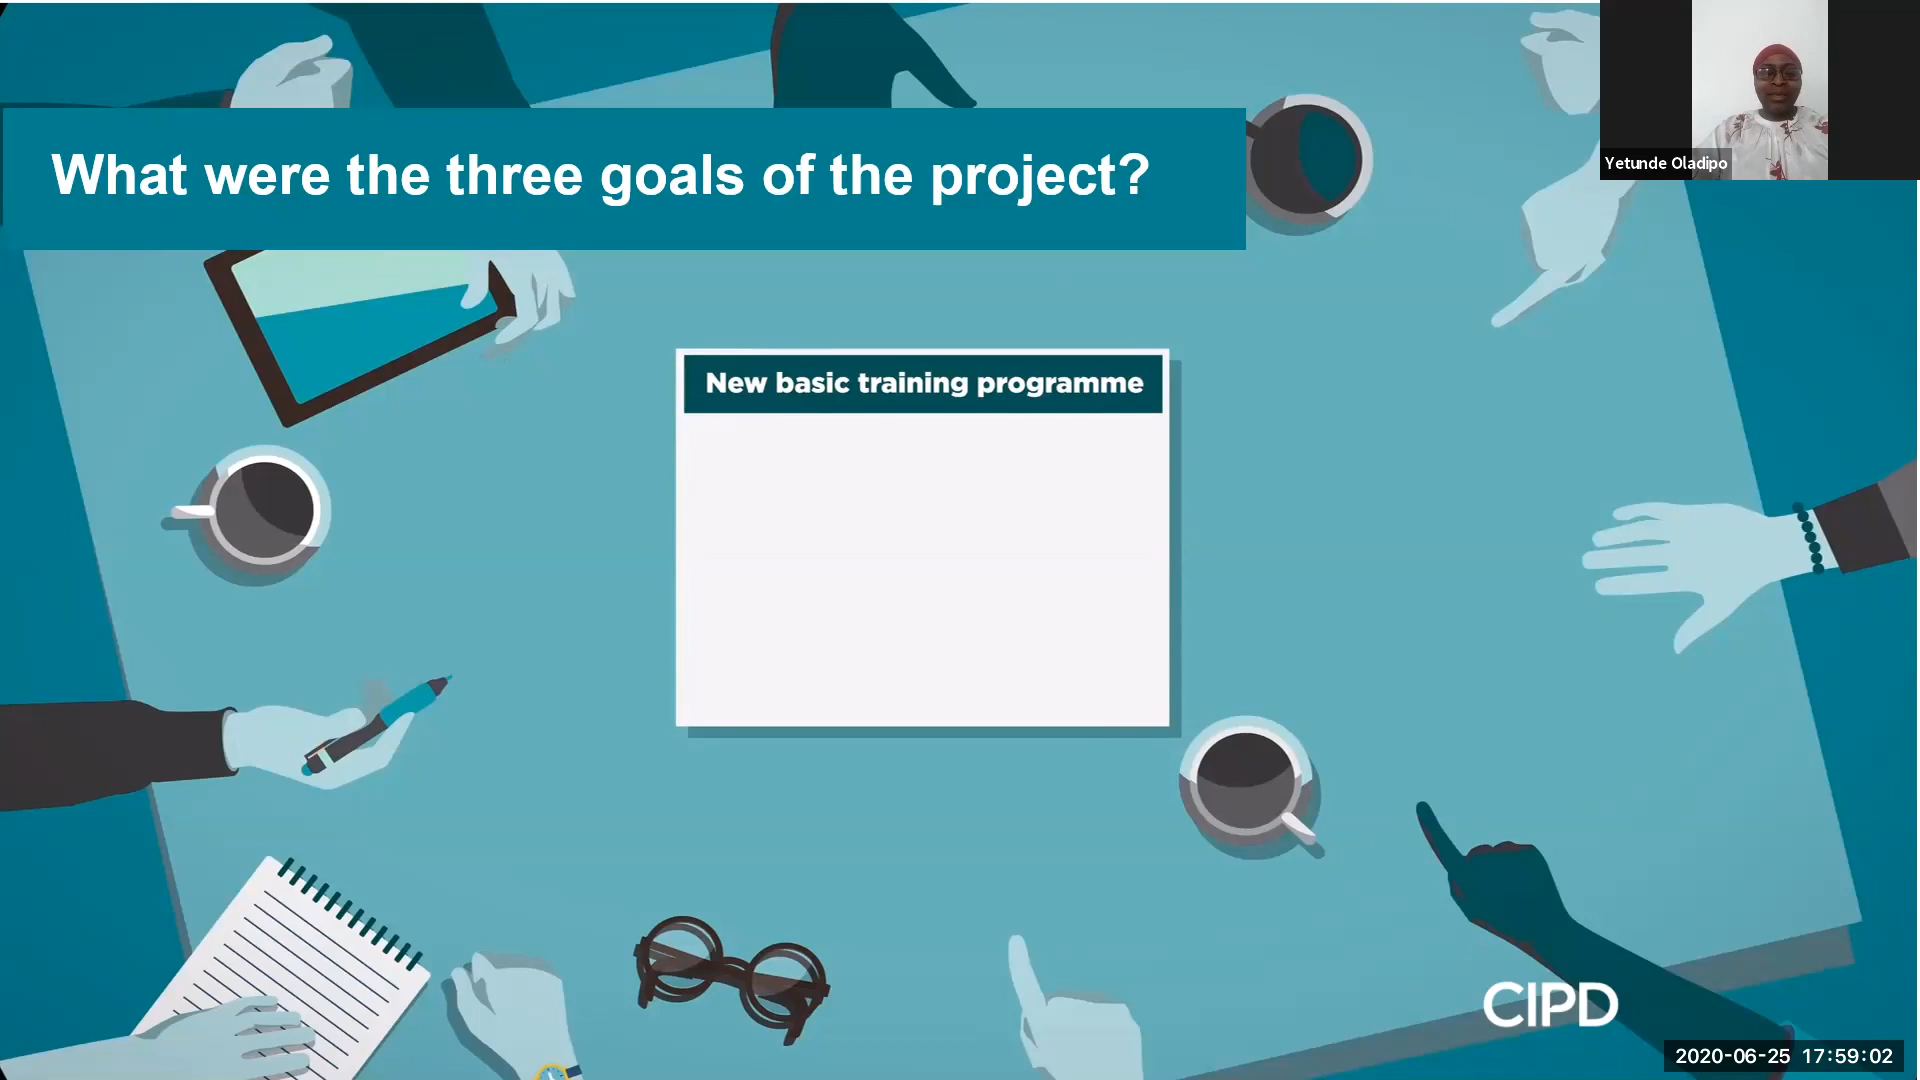 What were the three goals of the project?
Yetunde Oladipo
New basic training programme
CIPD
2020-06-25 17:59:02